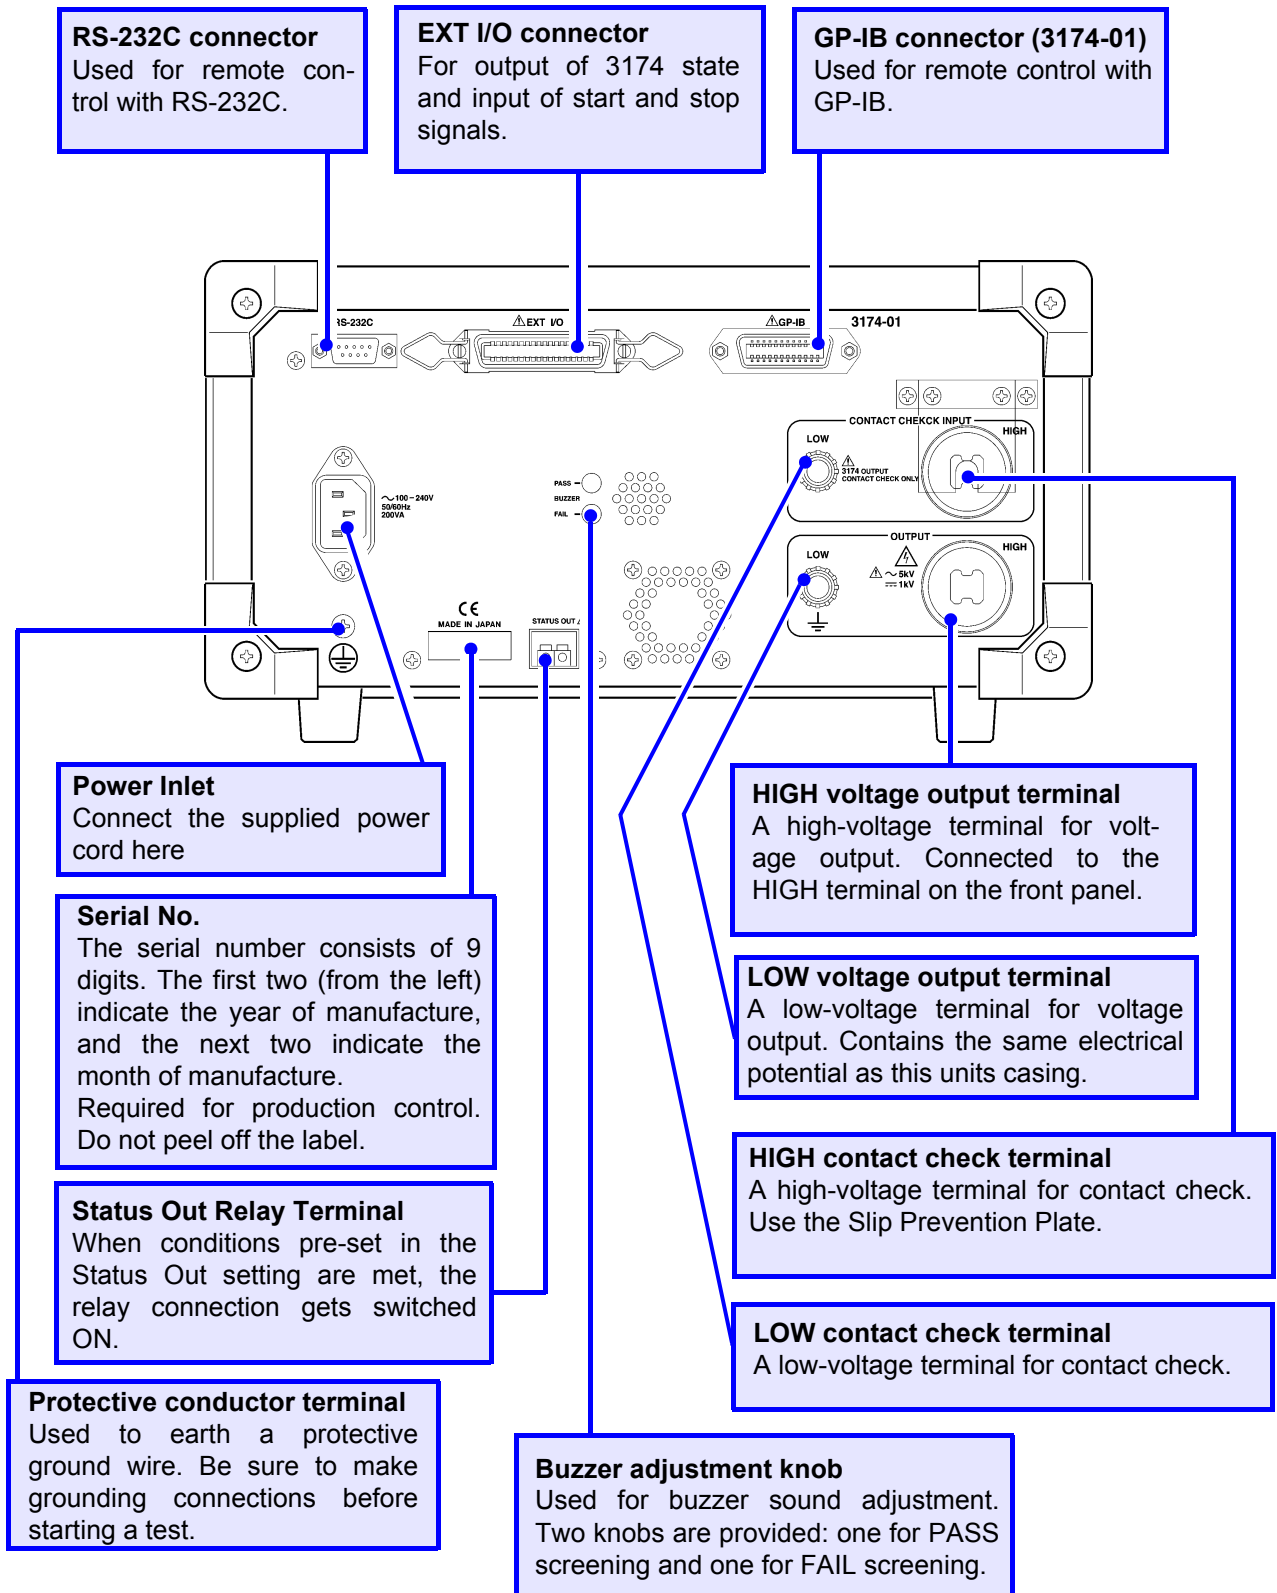 RS-232C connector
Used for remote con-
trol with RS-232C.
EXT I/O connector
For output of 3174 state
and input of start and stop
signals.
GP-IB connector (3174-01)
Used for remote control with
GP-IB.
RS-232C
EXT I/O
GP-IB
3174-01
CONTACT CHEKCK INPUT
LOW
HIGH
3174 OUTPUT
CONTACT CHECK ONLY
~100-240V
50/60Hz
200VA
PASS
BUZZER
FAIL
OUTPUT
LOW
HIGH
~5kV
1kV
CE
MADE IN JAPAN
STATUS OUT
Power Inlet
Connect the supplied power
cord here
Serial No.
The serial number consists of 9
digits. The first two (from the left)
indicate the year of manufacture,
and the next two indicate the
month of manufacture.
Required for production control.
Do not peel off the label.
Status Out Relay Terminal
When conditions pre-set in the
Status Out setting are met, the
relay connection gets switched
ON.
Protective conductor terminal
Used to earth a protective
ground wire. Be sure to make
grounding connections before
starting a test.
HIGH voltage output terminal
A high-voltage terminal for volt-
age output. Connected to the
HIGH terminal on the front panel.
LOW voltage output terminal
A low-voltage terminal for voltage
output. Contains the same electrical
potential as this units casing.
HIGH contact check terminal
A high-voltage terminal for contact check.
Use the Slip Prevention Plate.
LOW contact check terminal
A low-voltage terminal for contact check.
Buzzer adjustment knob
Used for buzzer sound adjustment.
Two knobs are provided: one for PASS
screening and one for FAIL screening.